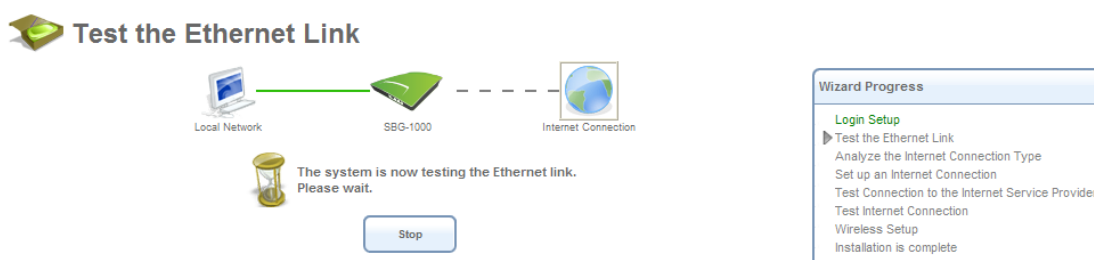 Test the Ethernet Link
Local Network
SBG-1000
Internet Connection
The system is now testing the Ethernet link.
Please wait.
Stop
Wizard Progress
Login Setup
Test the Ethernet Link
Analyze the Internet Connection Type
Set up an Internet Connection
Test Connection to the Internet Service Provider
Test Internet Connection
Wireless Setup
Installation is complete